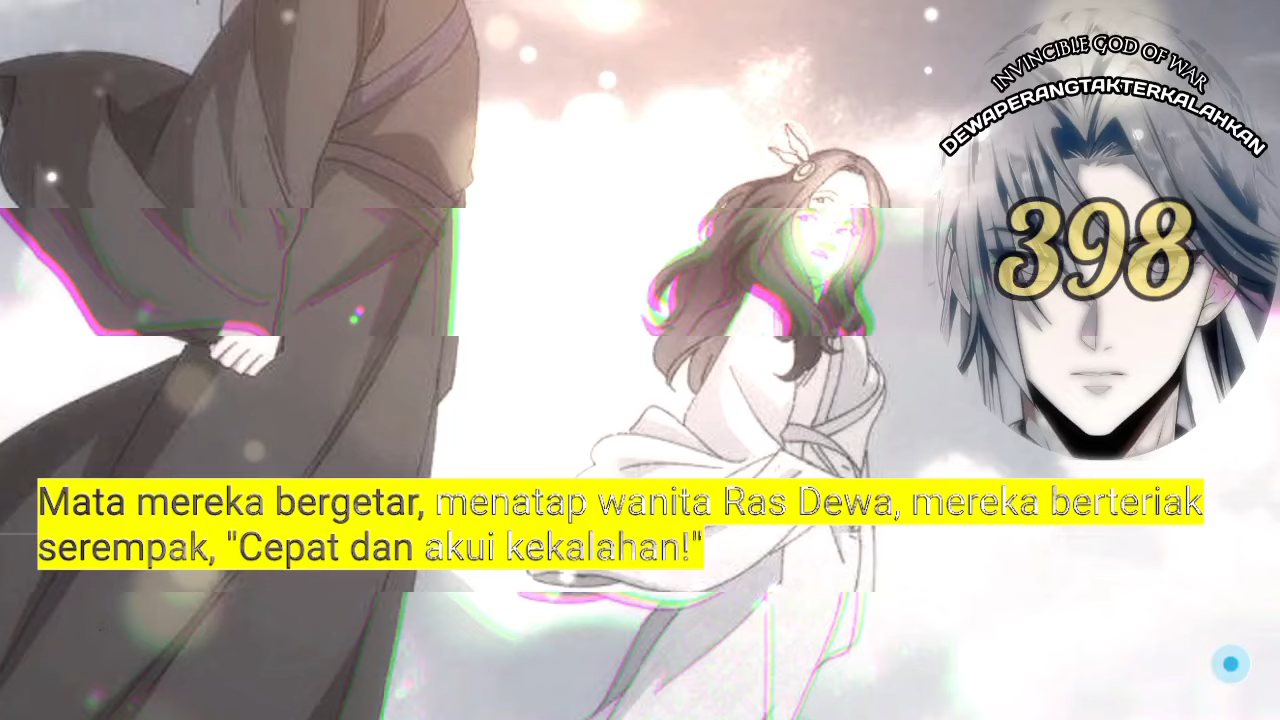 INVINCIBLE GOD OF WAR
DEWAPERANGTAKTERKALAHKAN
398
Mata mereka bergetar, menatap wanita Ras Dewa, mereka berteriak
serempak, "Cepat dan akui kekalahan!"